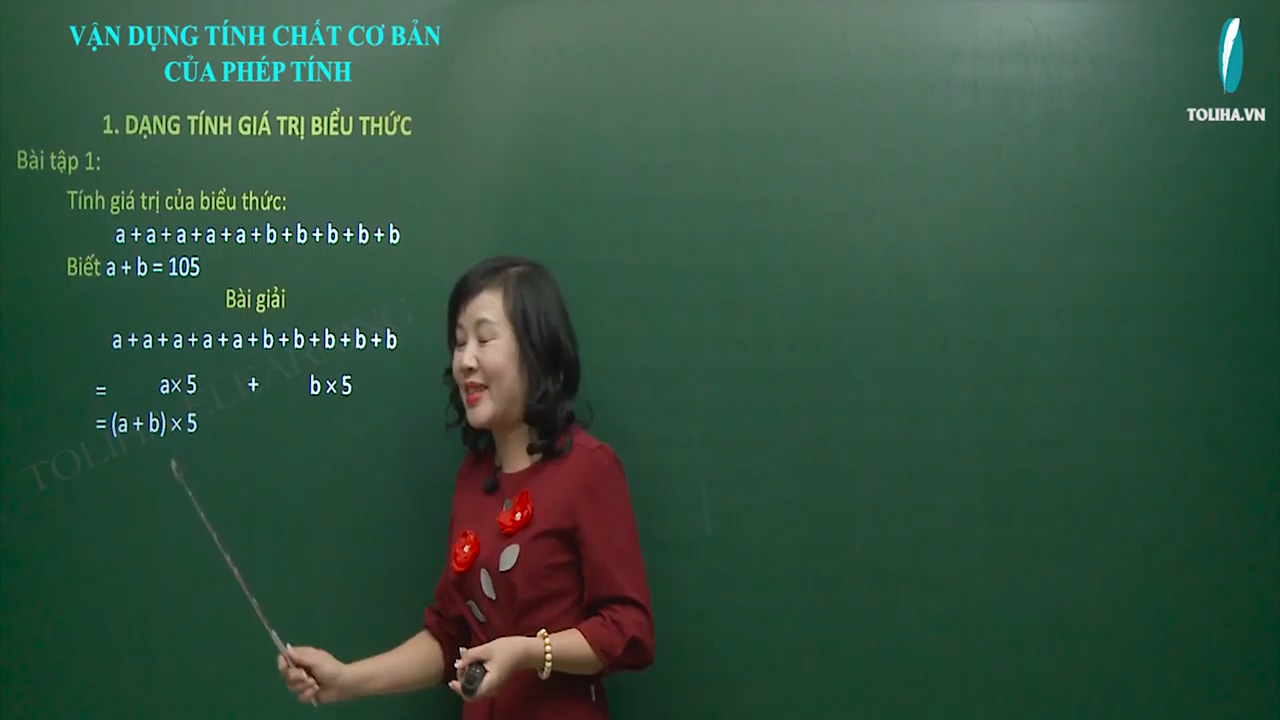 VẬN DỤNG TÍNH CHẤT CƠ BẢN
CỦA PHÉP TÍNH
TOLIHA.VN
1. DẠNG TÍNH GIÁ TRỊ BIỂU THỨC
Bài tập 1:
Tính giá trị của biểu thức:
a + a + a + a + a + b + b + b + b + b
Biết a + b = 105
Bài giải
a + a + a + a + a + b + b + b + b + b
= a × 5 + b × 5
= (a + b) × 5